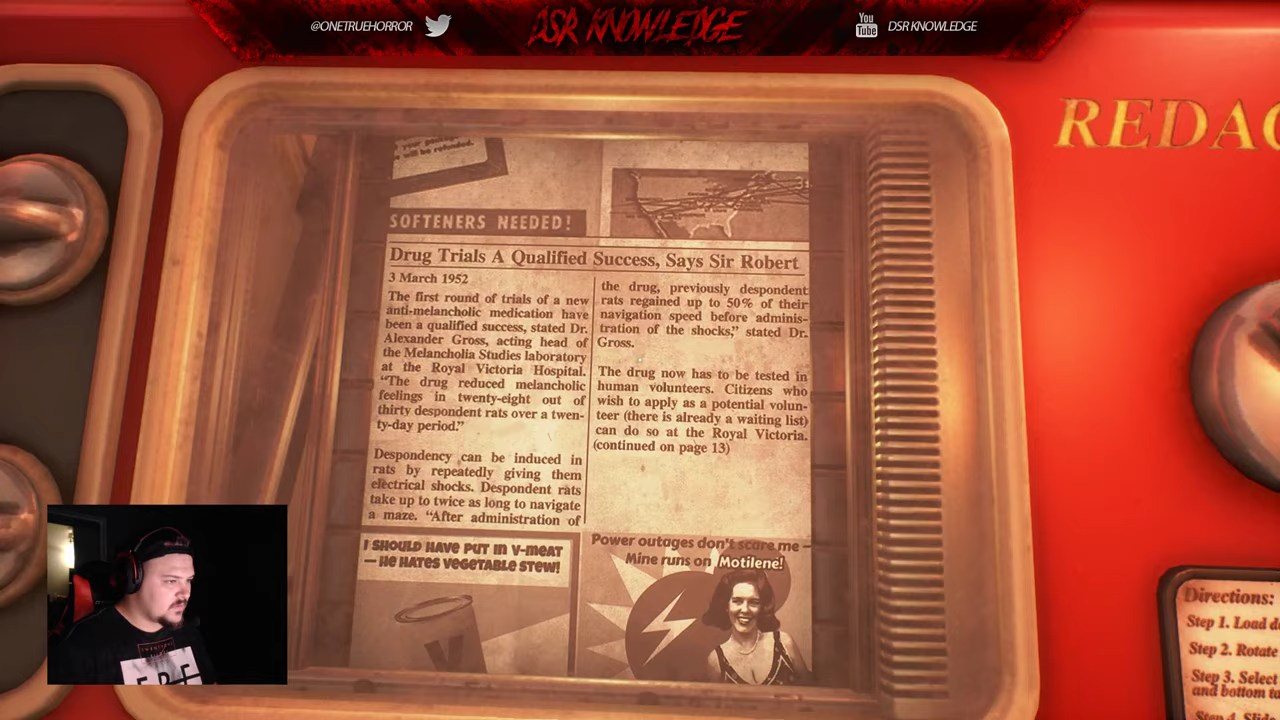 @ONETRUEHORROR
DSR KNOWLEDGE
You Tube
DSR KNOWLEDGE
will be refunded.
SOFTENERS NEEDED!
Drug Trials A Qualified Success, Says Sir Robert
3 March 1952
The first round of trials of a new
anti-melancholic medication have
been a qualified success, stated Dr.
Alexander Gross, acting head of
the Melancholia Studies laboratory
at the Royal Victoria Hospital.
“The drug reduced melancholic
feelings in twenty-eight out of
thirty despondent rats over a twen-
ty-day period.”
Despondency can be induced in
rats by repeatedly giving them
electrical shocks. Despondent rats
take up to twice as long to navigate
a maze. “After administration of
the drug, previously despondent
rats regained up to 50% of their
navigation speed before adminis-
tration of the shocks,” stated Dr.
Gross.
The drug now has to be tested in
human volunteers. Citizens who
wish to apply as a potential volun-
teer (there is already a waiting list)
can do so at the Royal Victoria.
(continued on page 13)
I SHOULD HAVE PUT IN V-MEAT
— HE HATES VEGETABLE STEW!
V
Power outages don't scare me –
Mine runs on Motilene!
REDAC
Directions:
Step 1. Load d
Step 2. Rotate
Step 3. Select
and bottom ta
Step 4. Slide